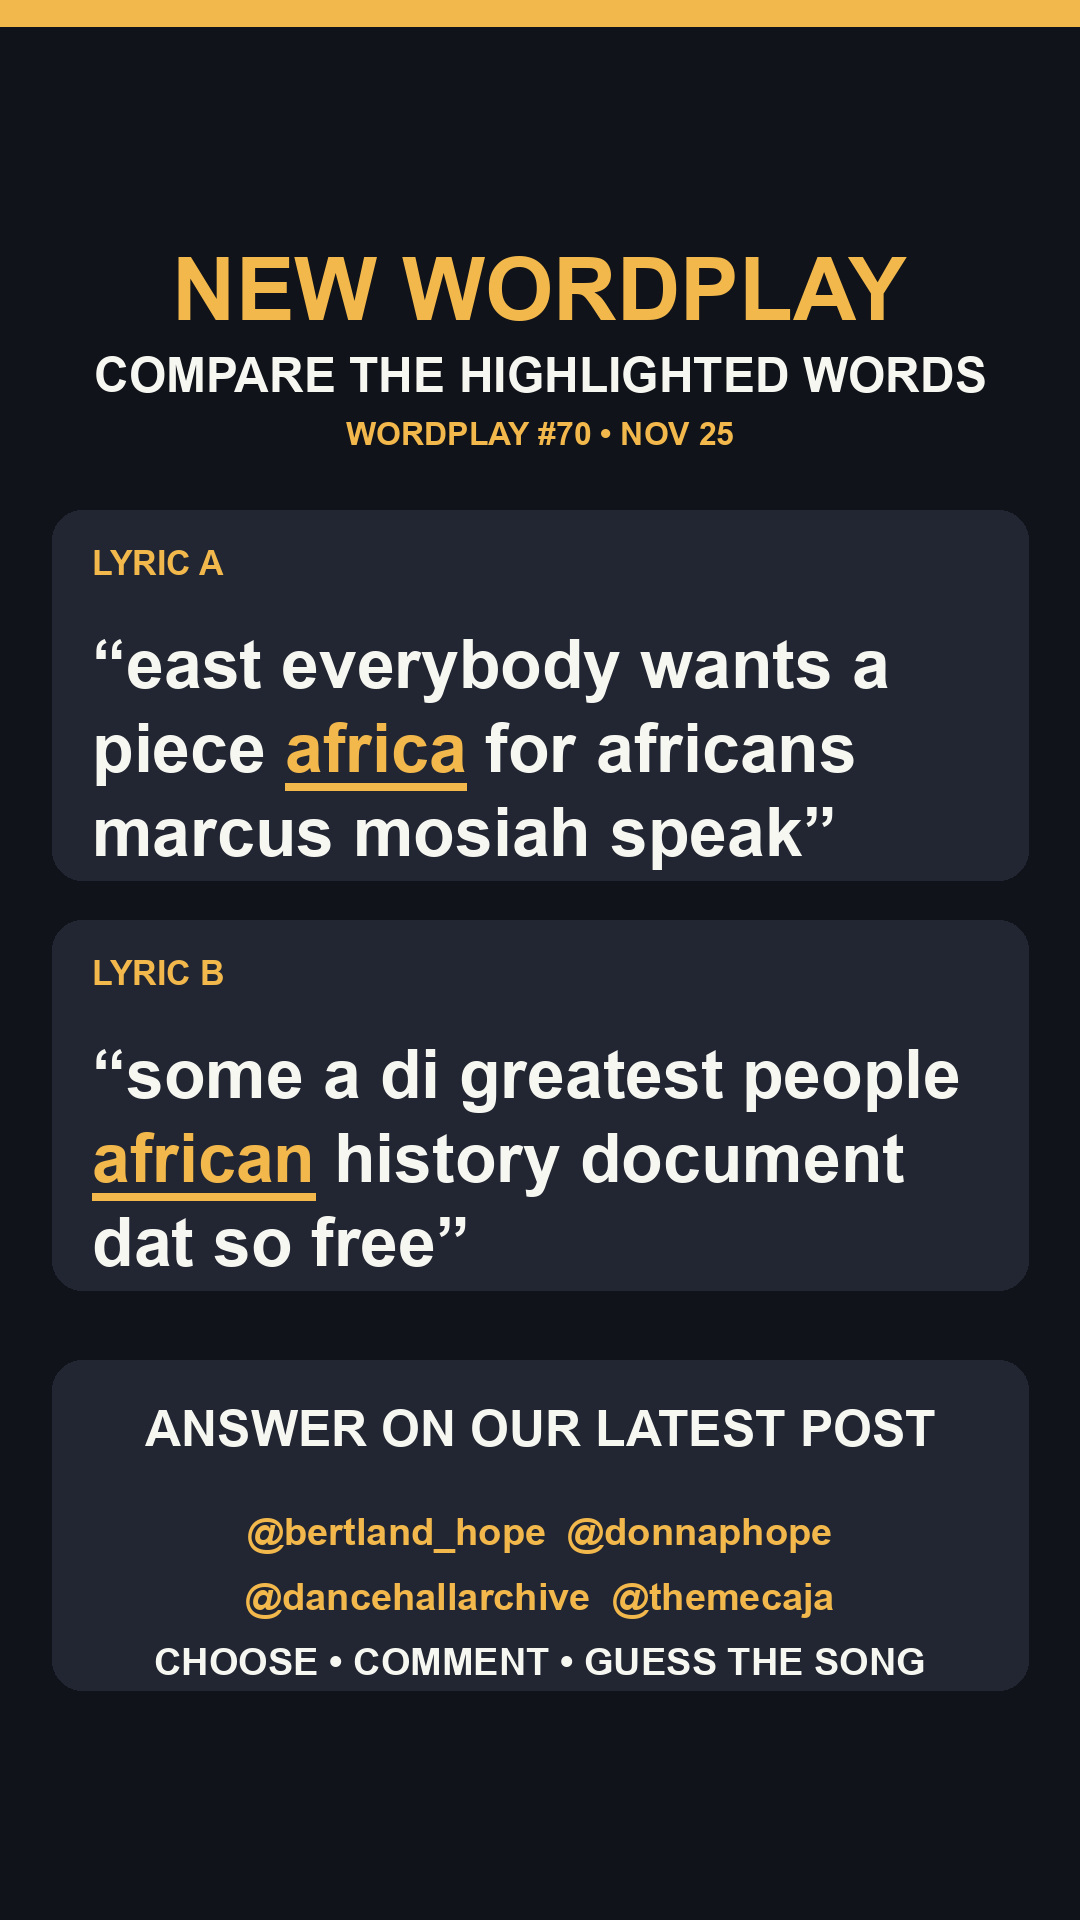 NEW WORDPLAY
COMPARE THE HIGHLIGHTED WORDS
WORDPLAY #70 • NOV 25
LYRIC A
“east everybody wants a
piece africa for africans
marcus mosiah speak”
LYRIC B
“some a di greatest people
african history document
dat so free”
ANSWER ON OUR LATEST POST
@bertland_hope @donnaphope
@dancehallarchive @themecaja
CHOOSE • COMMENT • GUESS THE SONG